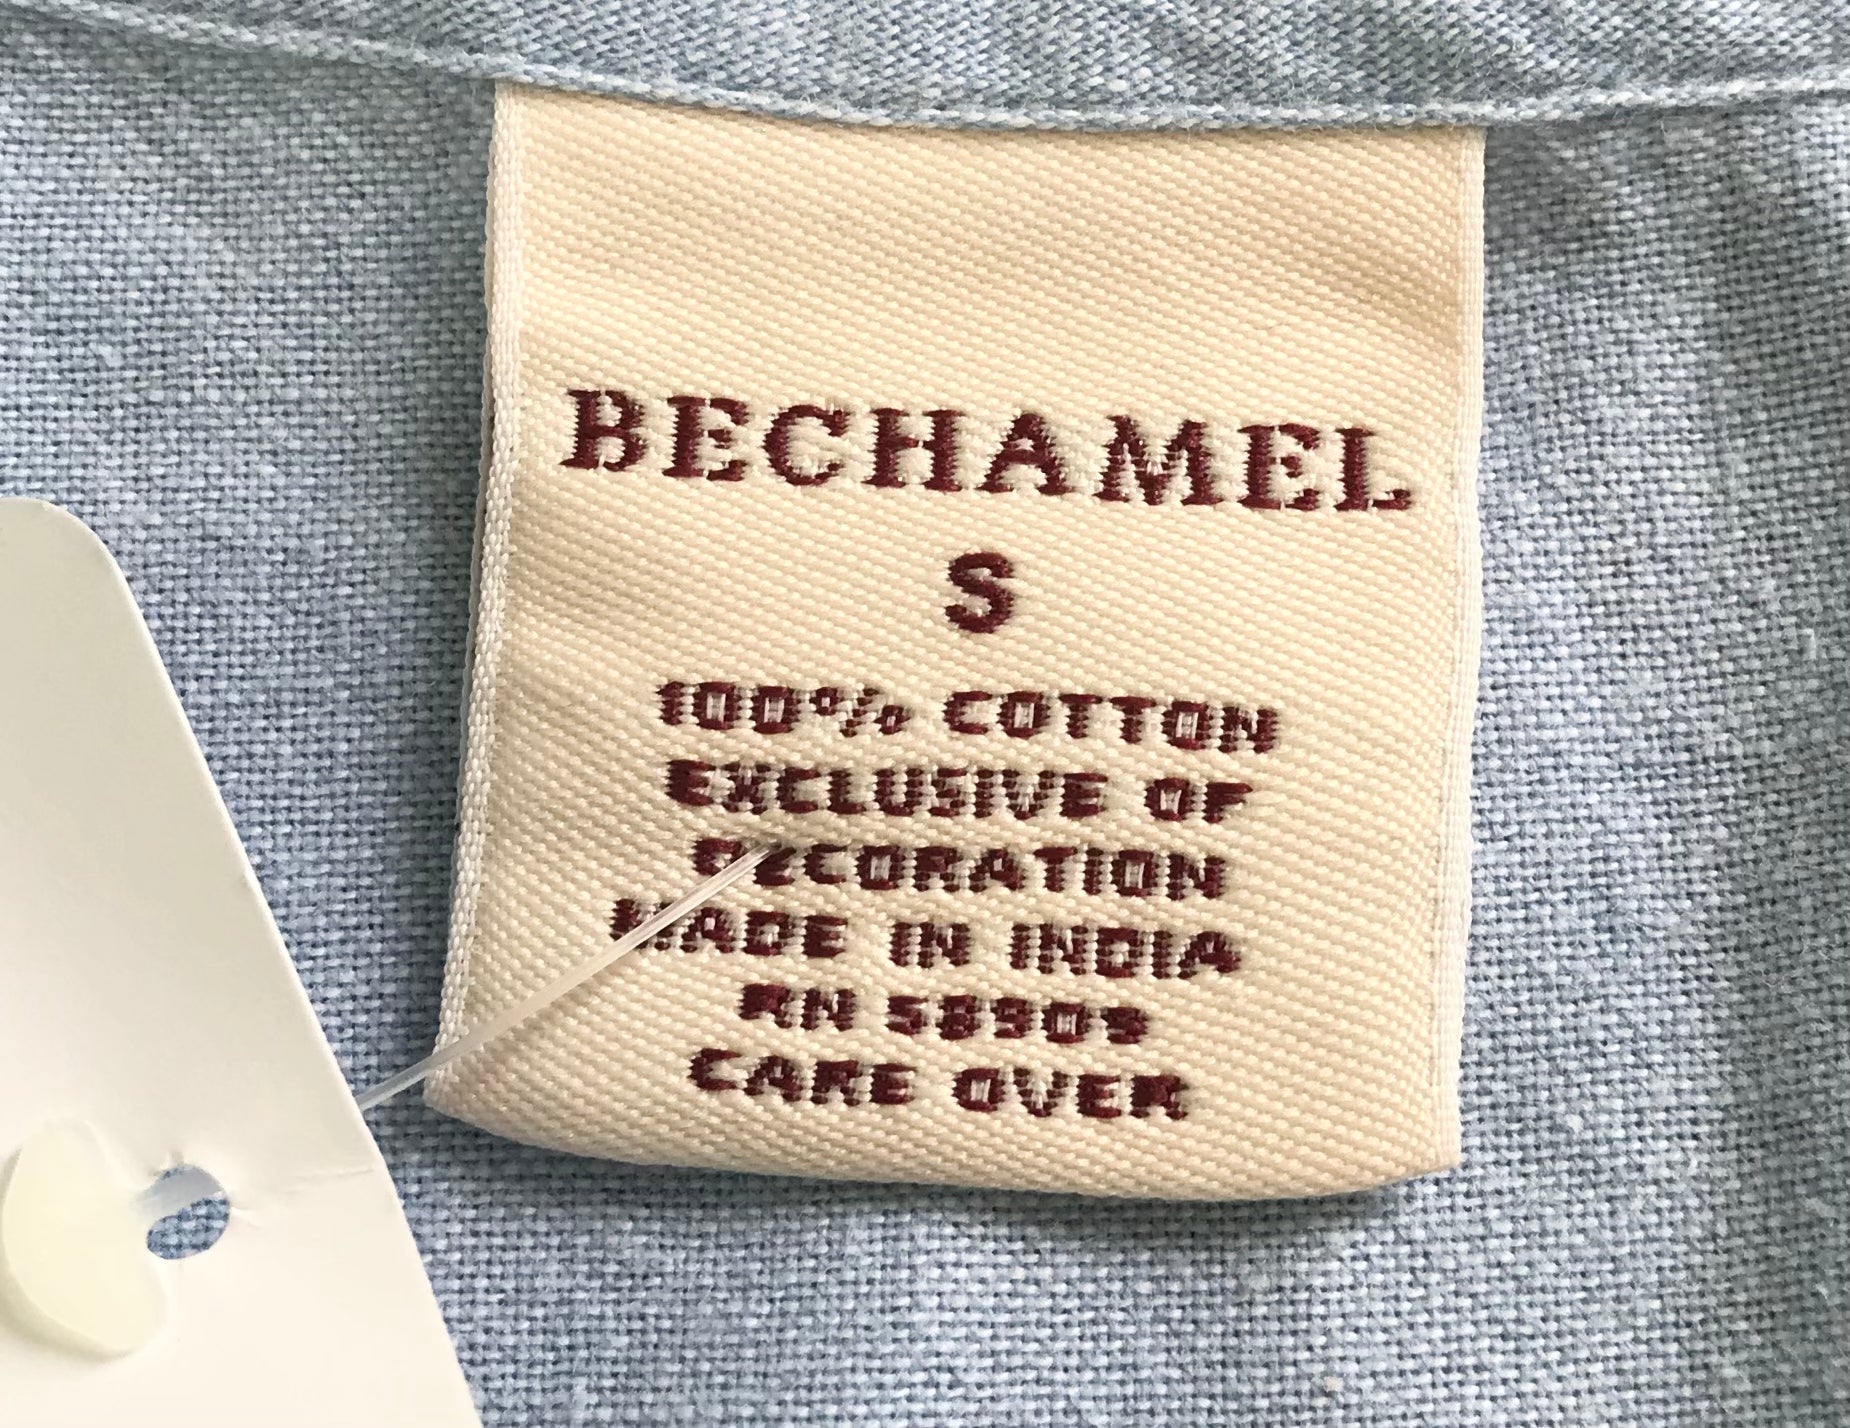 BECHAMEL
S
100% COTTON
EXCLUSIVE OF
DECORATION
MADE IN INDIA
RN 58909
CARE OVER